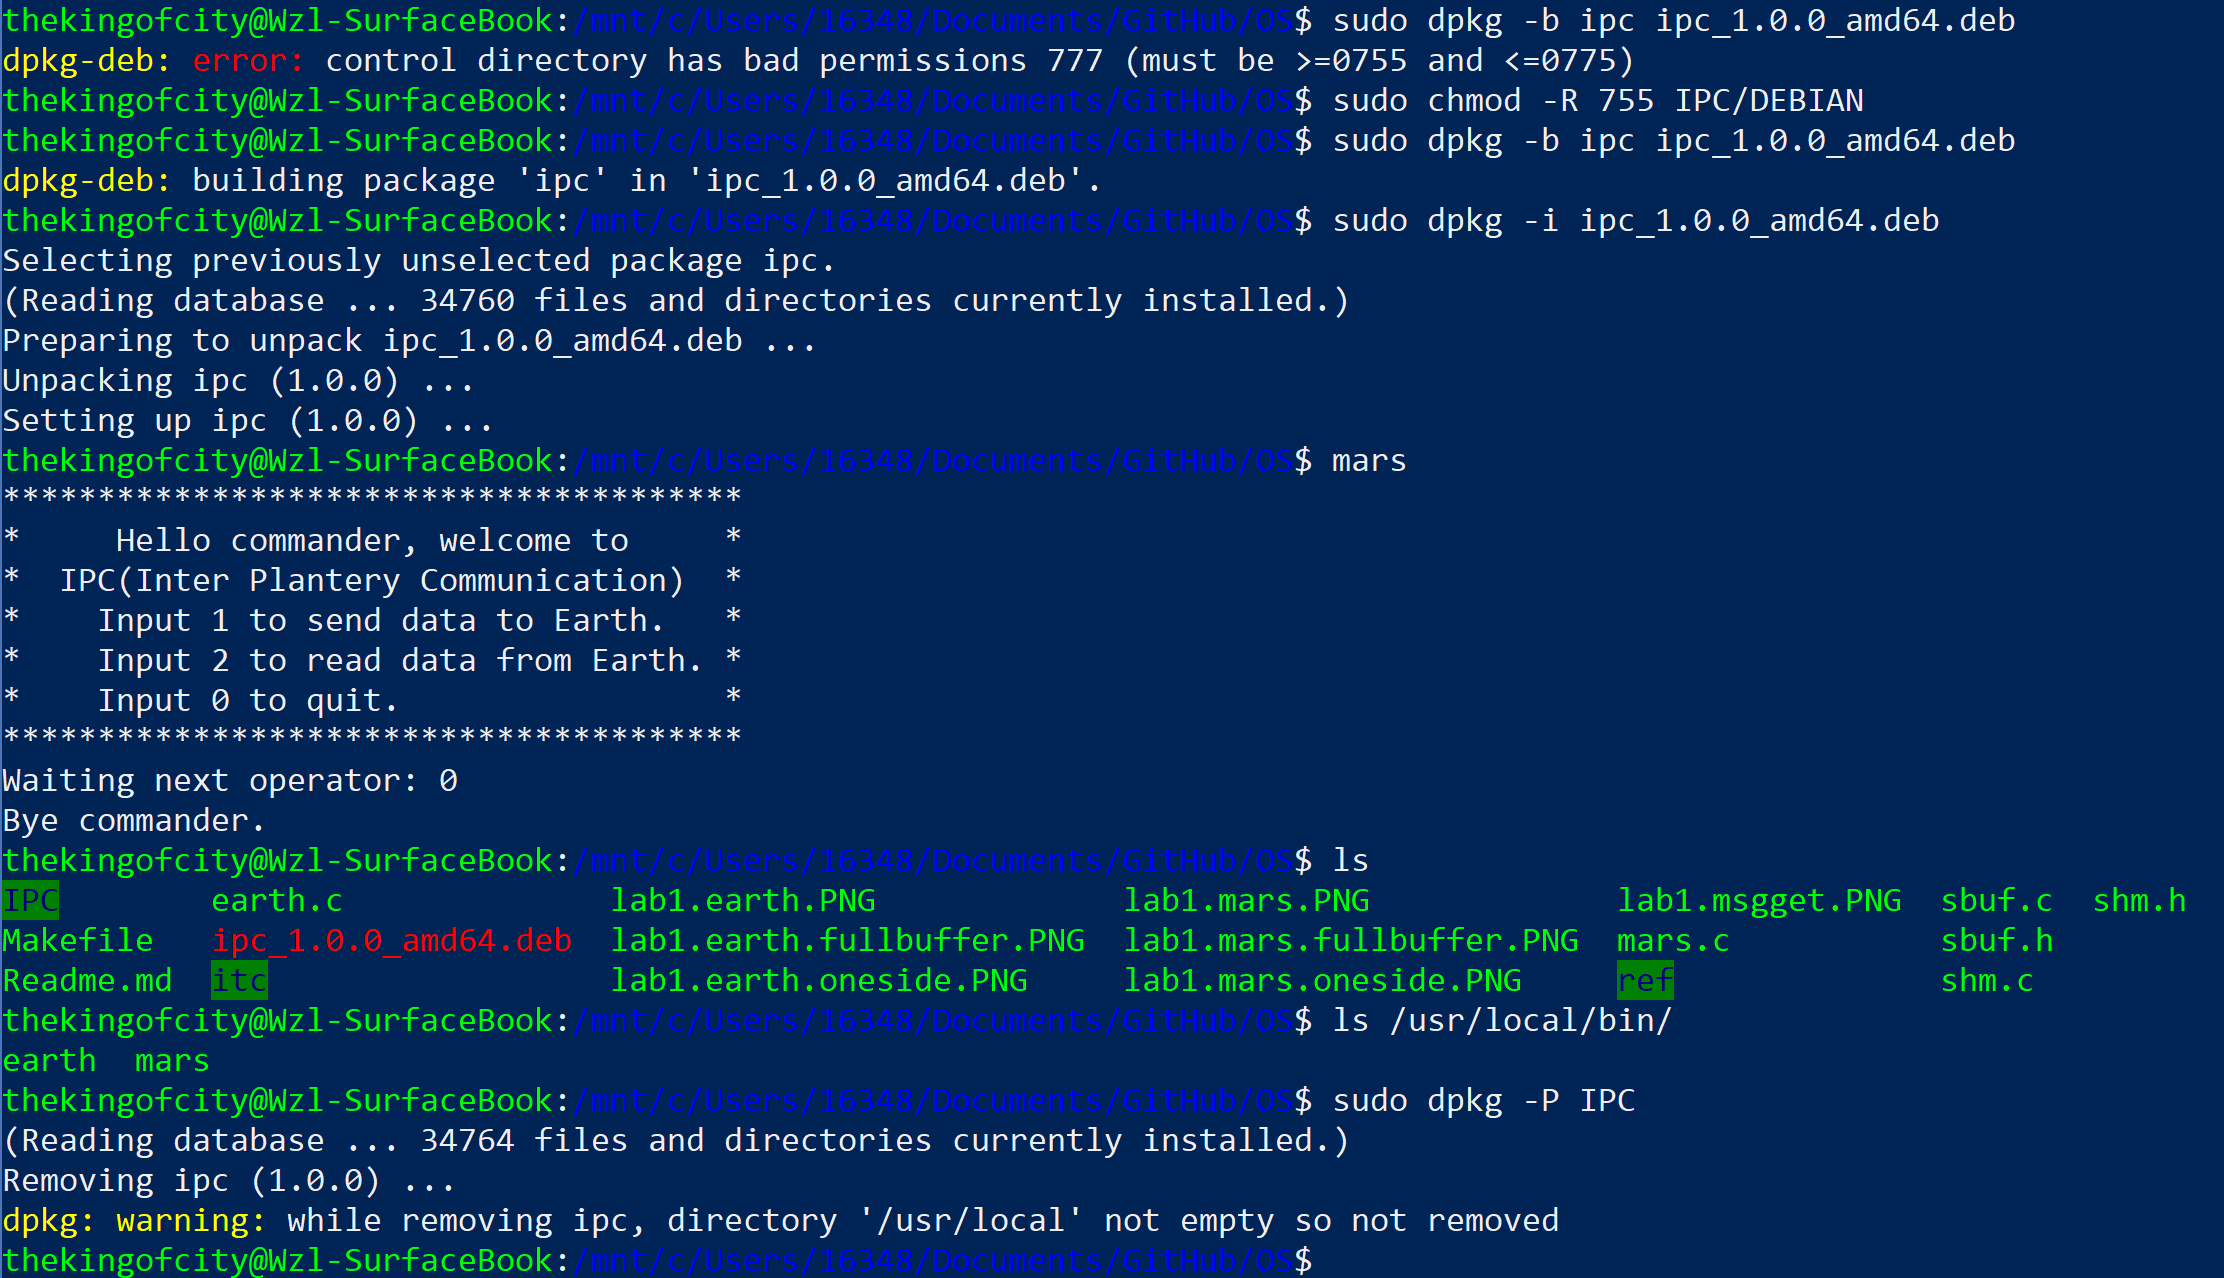 thekingofcity@Wzl-SurfaceBook:/mnt/c/Users/16348/Documents/GitHub/OS$ sudo dpkg -b ipc ipc_1.0.0_amd64.deb
dpkg-deb: error: control directory has bad permissions 777 (must be >=0755 and <=0775)
thekingofcity@Wzl-SurfaceBook:/mnt/c/Users/16348/Documents/GitHub/OS$ sudo chmod -R 755 IPC/DEBIAN
thekingofcity@Wzl-SurfaceBook:/mnt/c/Users/16348/Documents/GitHub/OS$ sudo dpkg -b ipc ipc_1.0.0_amd64.deb
dpkg-deb: building package 'ipc' in 'ipc_1.0.0_amd64.deb'.
thekingofcity@Wzl-SurfaceBook:/mnt/c/Users/16348/Documents/GitHub/OS$ sudo dpkg -i ipc_1.0.0_amd64.deb
Selecting previously unselected package ipc.
(Reading database ... 34760 files and directories currently installed.)
Preparing to unpack ipc_1.0.0_amd64.deb ...
Unpacking ipc (1.0.0) ...
Setting up ipc (1.0.0) ...
thekingofcity@Wzl-SurfaceBook:/mnt/c/Users/16348/Documents/GitHub/OS$ mars
***************************************
*     Hello commander, welcome to     *
*  IPC(Inter Plantery Communication)  *
*    Input 1 to send data to Earth.   *
*    Input 2 to read data from Earth. *
*    Input 0 to quit.                 *
***************************************
Waiting next operator: 0
Bye commander.
thekingofcity@Wzl-SurfaceBook:/mnt/c/Users/16348/Documents/GitHub/OS$ ls
IPC        earth.c              lab1.earth.PNG             lab1.mars.PNG             lab1.msgget.PNG  sbuf.c  shm.h
Makefile   ipc_1.0.0_amd64.deb  lab1.earth.fullbuffer.PNG  lab1.mars.fullbuffer.PNG  mars.c           sbuf.h
Readme.md  itc                  lab1.earth.oneside.PNG     lab1.mars.oneside.PNG     ref              shm.c
thekingofcity@Wzl-SurfaceBook:/mnt/c/Users/16348/Documents/GitHub/OS$ ls /usr/local/bin/
earth  mars
thekingofcity@Wzl-SurfaceBook:/mnt/c/Users/16348/Documents/GitHub/OS$ sudo dpkg -P IPC
(Reading database ... 34764 files and directories currently installed.)
Removing ipc (1.0.0) ...
dpkg: warning: while removing ipc, directory '/usr/local' not empty so not removed
thekingofcity@Wzl-SurfaceBook:/mnt/c/Users/16348/Documents/GitHub/OS$